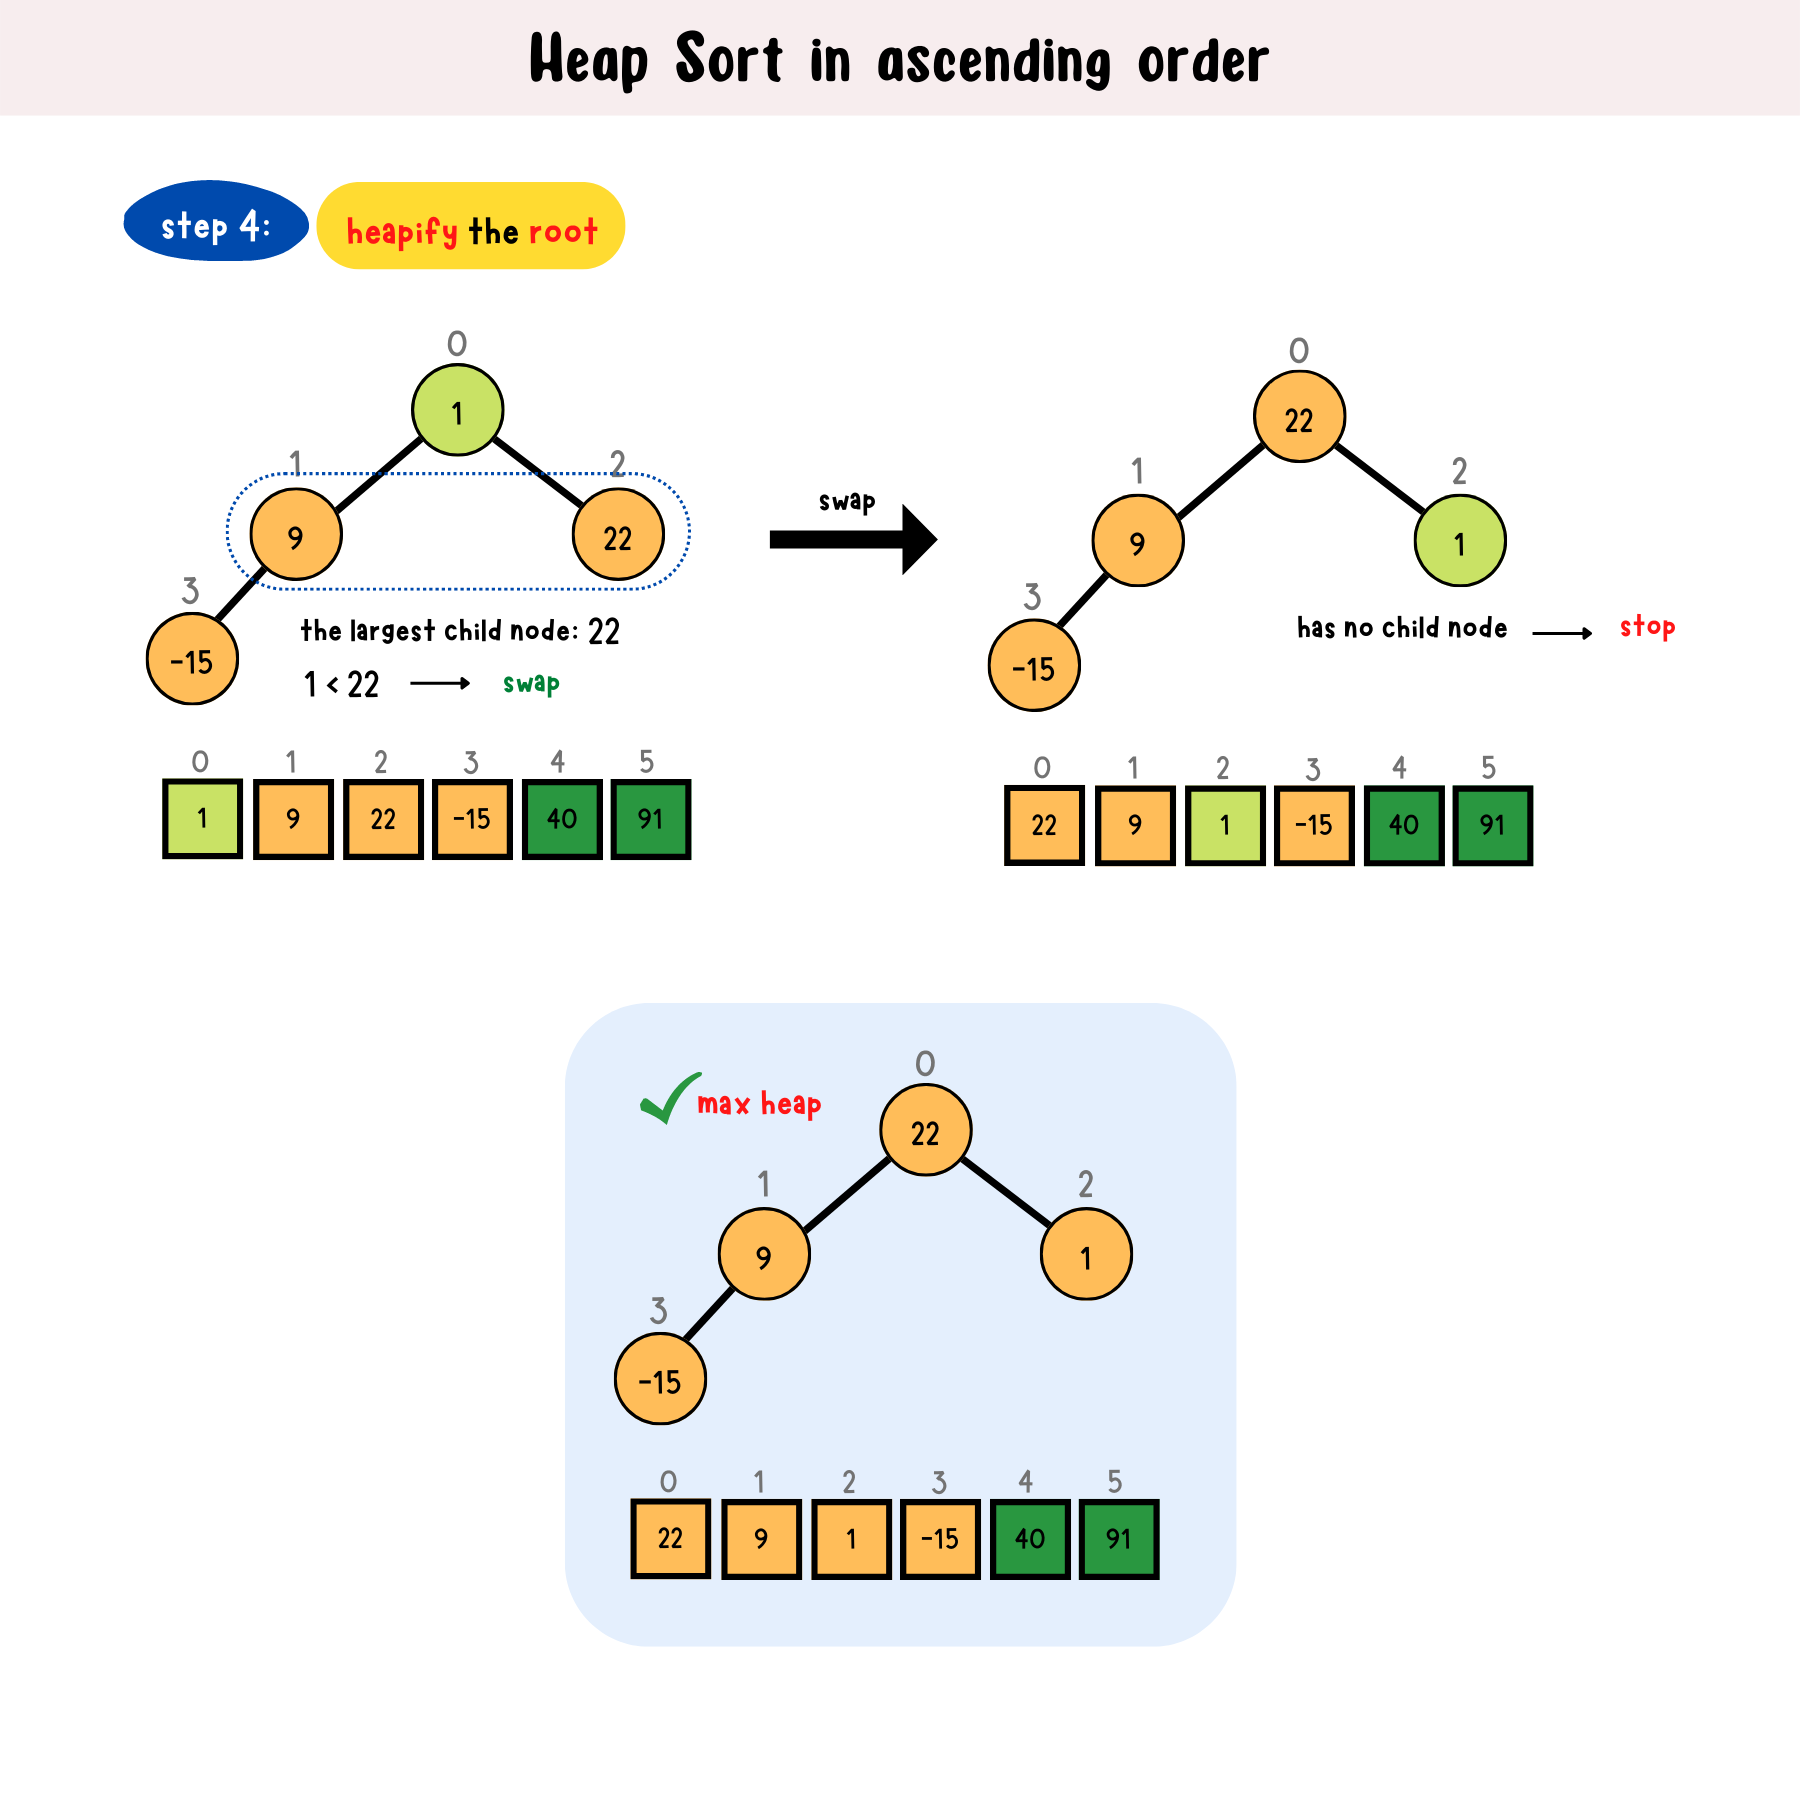 Heap Sort in ascending order
step 4: heapify the root
0
1
1 2
9 22
3
-15
the largest child node: 22
1 < 22 swap
0 1 2 3 4 5
1 9 22 -15 40 91
swap
0
22
1 2
9 1
3
-15
has no child node stop
0 1 2 3 4 5
22 9 1 -15 40 91
max heap
0
22
1 2
9 1
3
-15
0 1 2 3 4 5
22 9 1 -15 40 91